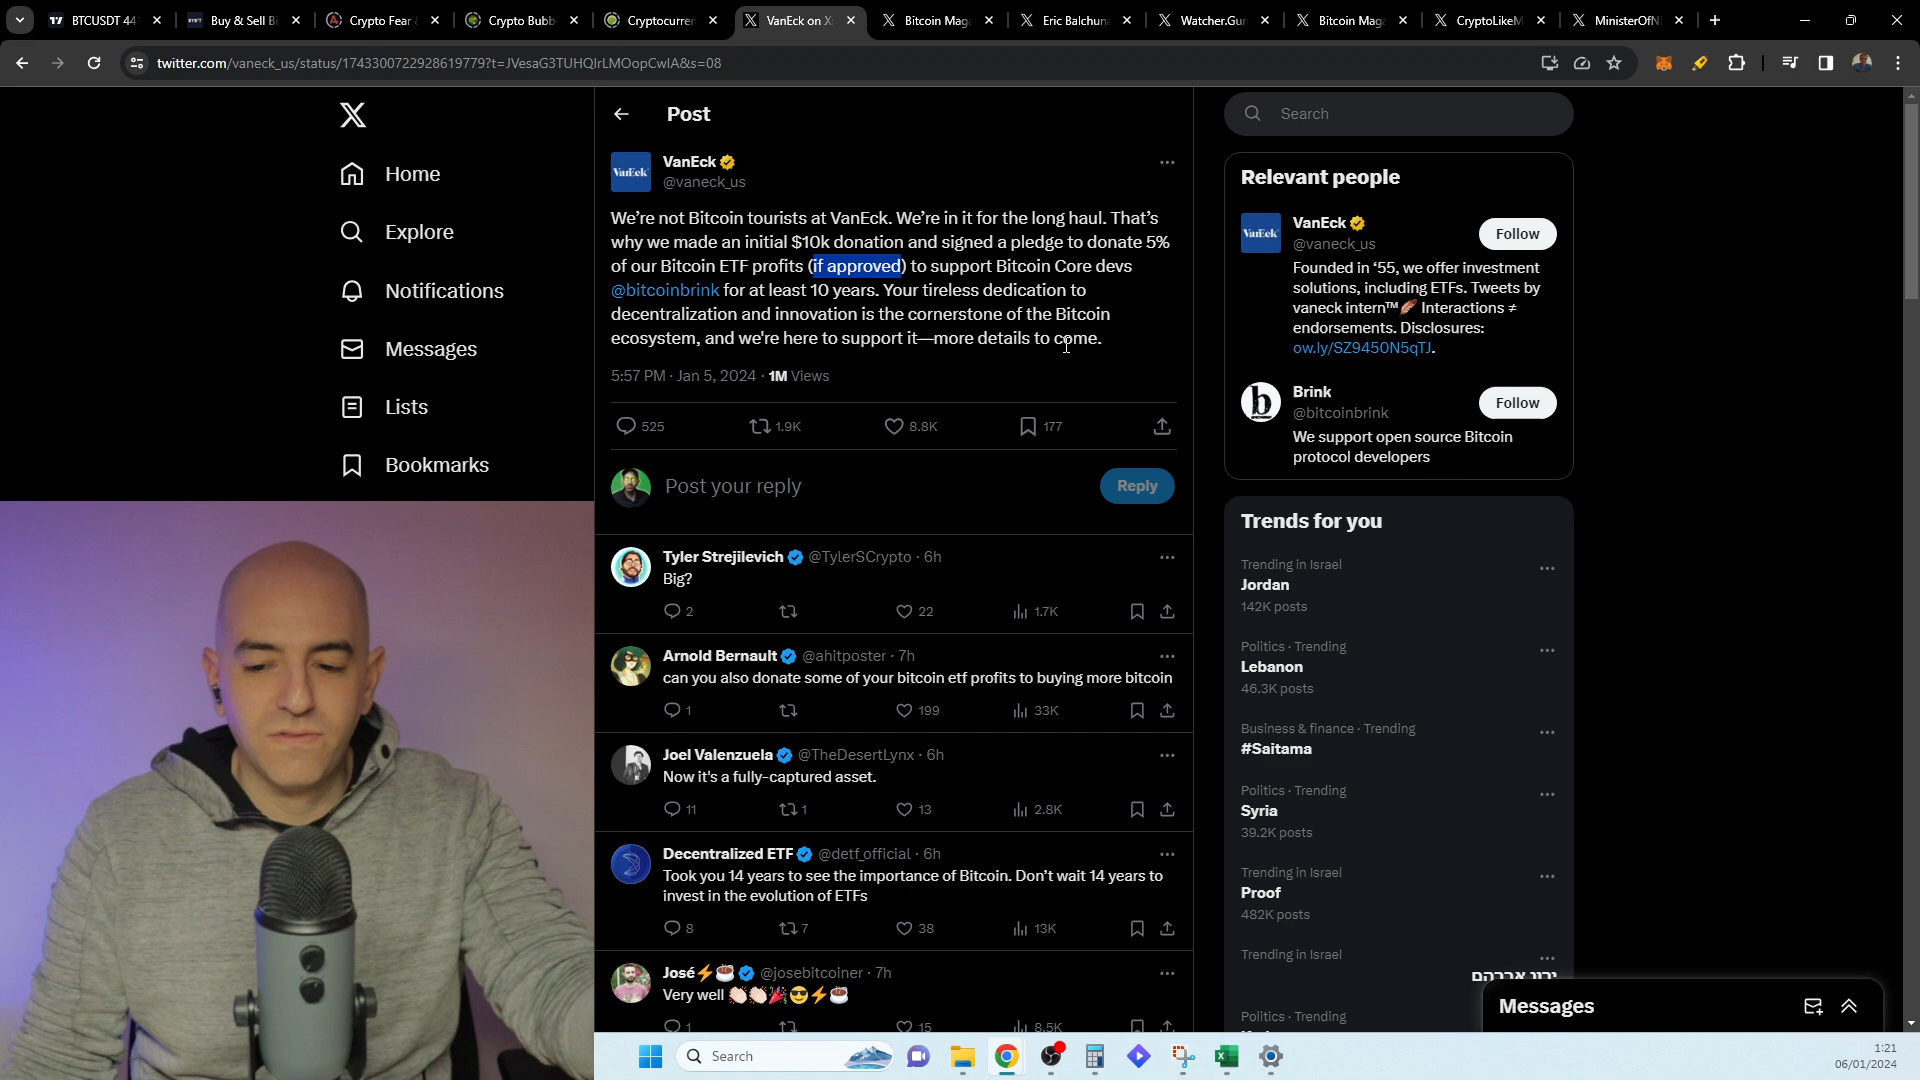 BTCUSDT 44
Buy & Sell Bi
Crypto Fear
Crypto Bubb
Cryptocurren
VanEck on X
Bitcoin Mag
Eric Balchun
Watcher.Gur
Bitcoin Mag
CryptoLikeM
MinisterOfN
twitter.com/vaneck_us/status/1743300722928619779?t=JVesaG3TUHQIrLMOopCwIA&s=08
Home
Explore
Notifications
Messages
Lists
Bookmarks
Post
VanEck
VanEck
@vaneck_us
We're not Bitcoin tourists at VanEck. We're in it for the long haul. That's
why we made an initial $10k donation and signed a pledge to donate 5%
of our Bitcoin ETF profits (if approved) to support Bitcoin Core devs
@bitcoinbrink for at least 10 years. Your tireless dedication to
decentralization and innovation is the cornerstone of the Bitcoin
ecosystem, and we're here to support it—more details to come.
5:57 PM · Jan 5, 2024 · 1M Views
525 1.9K 8.8K 177
Post your reply
Reply
Tyler Strejilevich @TylerSCrypto · 6h
Big?
2 22 1.7K
Arnold Bernault @ahitposter · 7h
can you also donate some of your bitcoin etf profits to buying more bitcoin
1 199 33K
Joel Valenzuela @TheDesertLynx · 6h
Now it's a fully-captured asset.
11 1 13 2.8K
Decentralized ETF @detf_official · 6h
Took you 14 years to see the importance of Bitcoin. Don't wait 14 years to
invest in the evolution of ETFs
8 7 38 13K
José⚡☕ @josebitcoiner · 7h
Very well 👏🏻👏🏻🎉😎⚡☕
1 15 8.5K
Search
Relevant people
VanEck
VanEck
@vaneck_us
Follow
Founded in '55, we offer investment
solutions, including ETFs. Tweets by
vaneck intern™🪶 Interactions ≠
endorsements. Disclosures:
ow.ly/SZ9450N5qTJ.
b
Brink
@bitcoinbrink
Follow
We support open source Bitcoin
protocol developers
Trends for you
Trending in Israel
Jordan
142K posts
Politics · Trending
Lebanon
46.3K posts
Business & finance · Trending
#Saitama
Politics · Trending
Syria
39.2K posts
Trending in Israel
Proof
482K posts
Trending in Israel
Politics · Trending
Messages
Search
1:21
06/01/2024